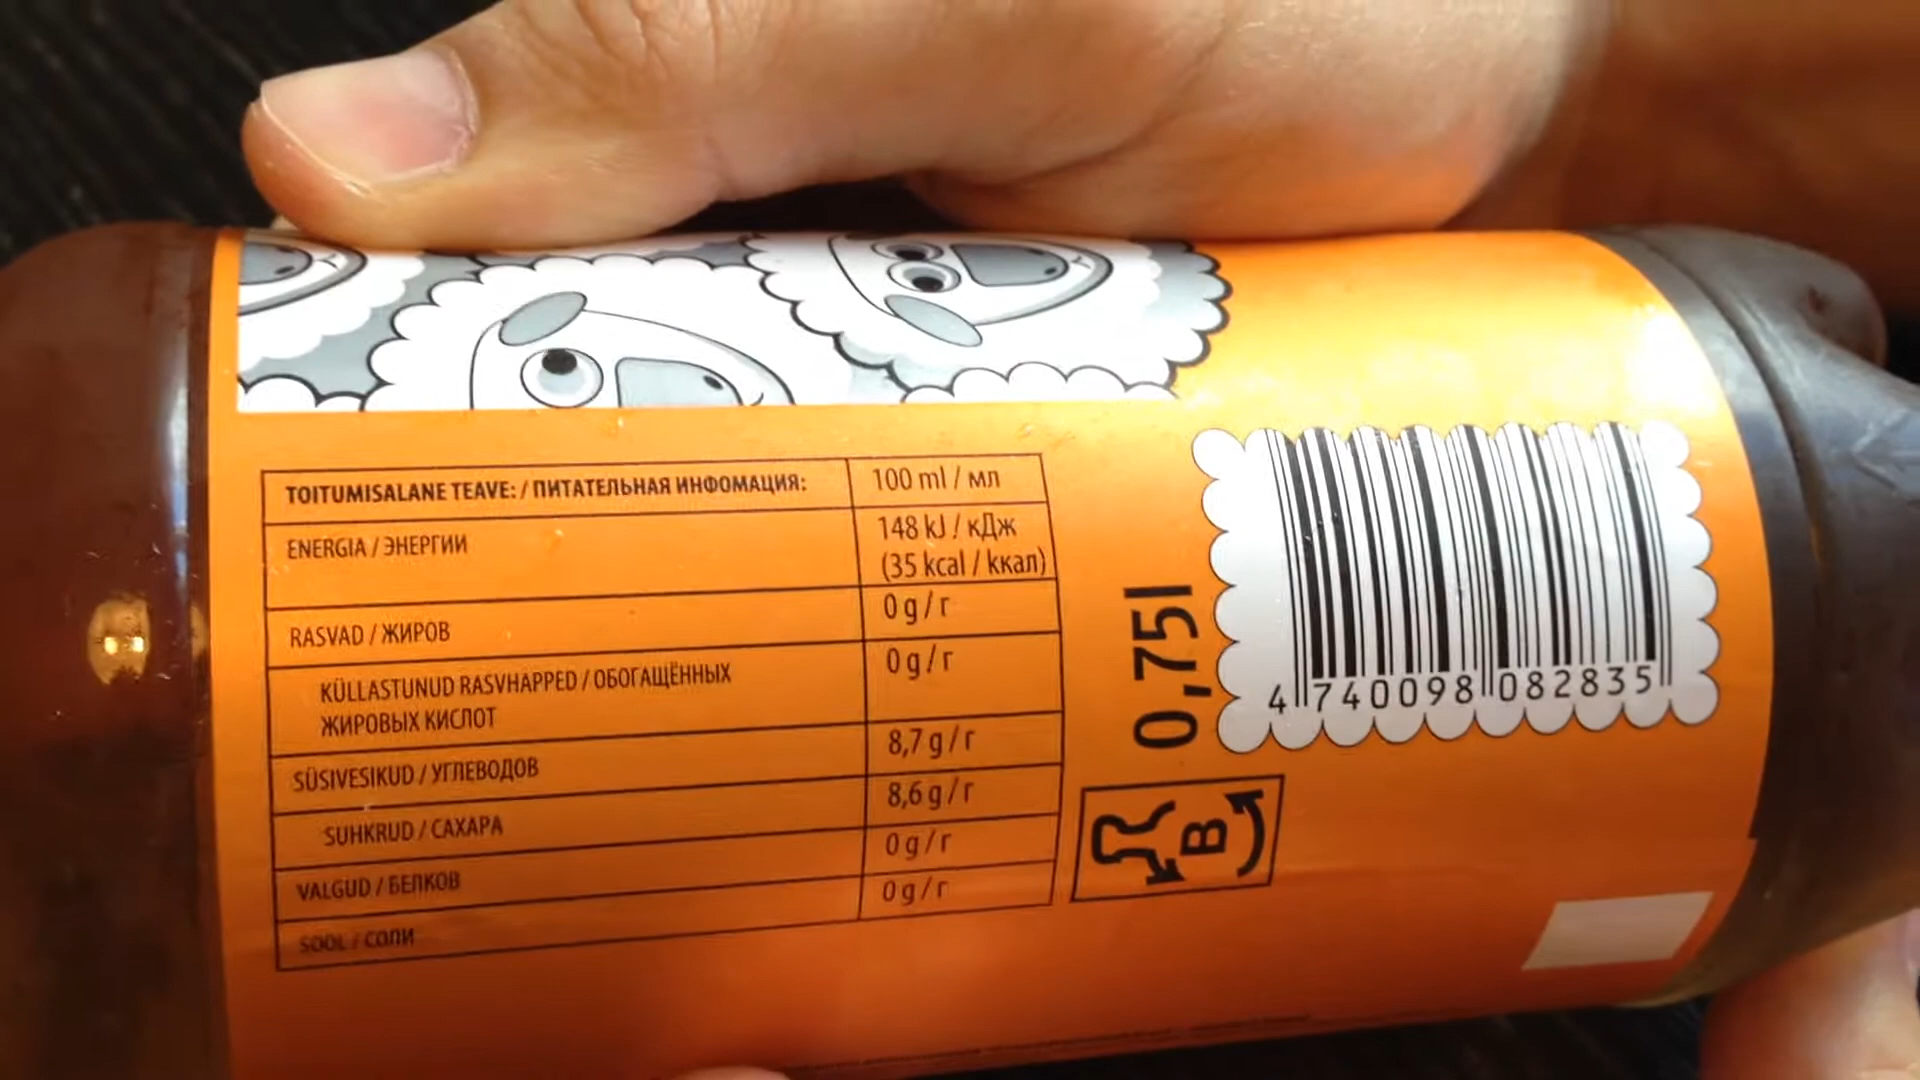 TOITUMISALANE TEAVE: / ПИТАТЕЛЬНАЯ ИНФОМАЦИЯ: 100 ml / мл
ENERGIA / ЭНЕРГИИ 148 kJ / кДж
(35 kcal / ккал)
RASVAD / ЖИРОВ 0 g / г
KÜLLASTUNUD RASVHAPPED / ОБОГАЩЁННЫХ 0 g / г
ЖИРОВЫХ КИСЛОТ
SÜSIVESIKUD / УГЛЕВОДОВ 8,7 g / г
SUHKRUD / САХАРА 8,6 g / г
VALGUD / БЕЛКОВ 0 g / г
SOOL / СОЛИ 0 g / г
0,75l
B
4 740098 082835